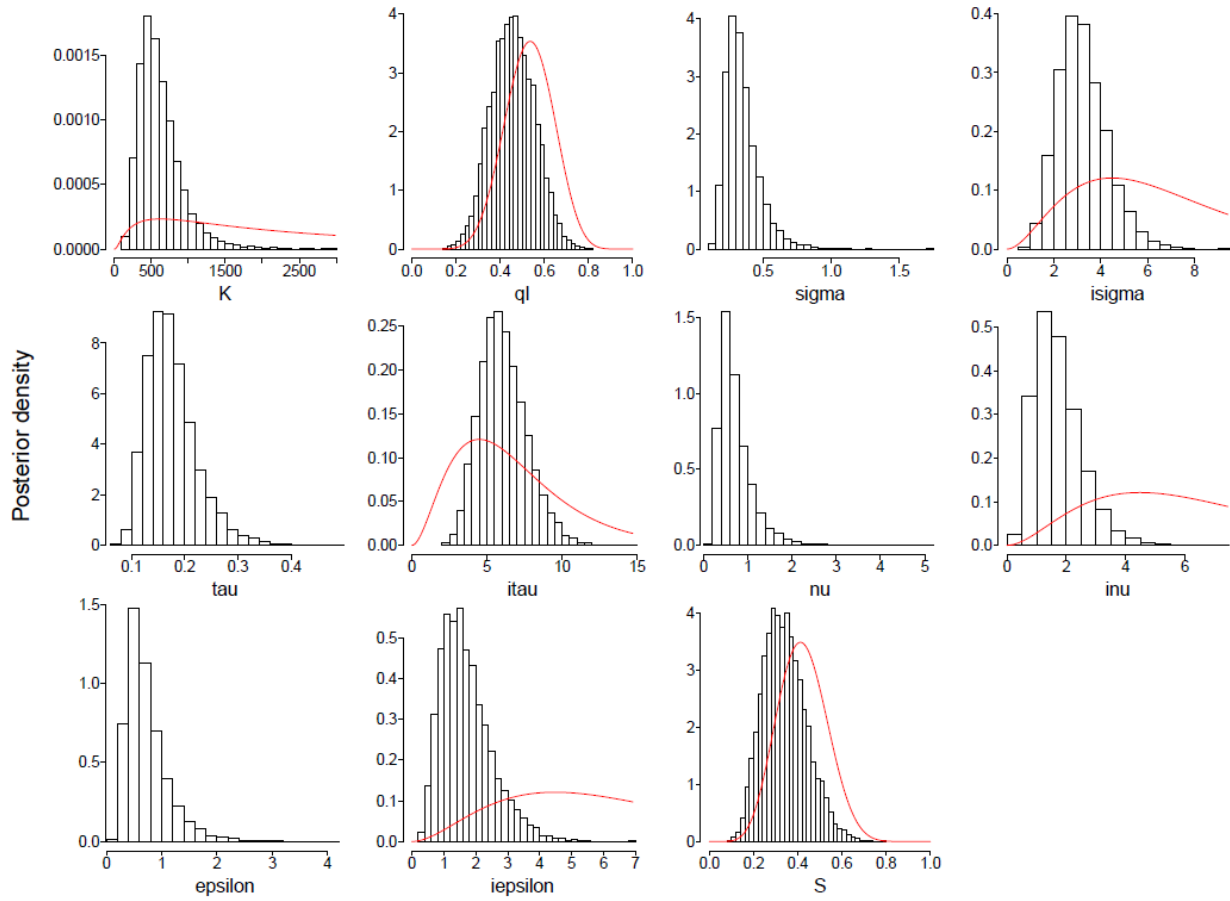 Posterior density
0.0015
0.0010
0.0005
0.0000
0 500 1500 2500
K
4
3
2
1
0
0.0 0.2 0.4 0.6 0.8 1.0
ql
4
3
2
1
0
0.5 1.0 1.5
sigma
0.4
0.3
0.2
0.1
0.0
0 2 4 6 8
isigma
8
6
4
2
0
0.1 0.2 0.3 0.4
tau
0.25
0.20
0.15
0.10
0.05
0.00
0 5 10 15
itau
1.5
1.0
0.5
0.0
0 1 2 3 4 5
nu
0.5
0.4
0.3
0.2
0.1
0.0
0 2 4 6
inu
1.5
1.0
0.5
0.0
0 1 2 3 4
epsilon
0.5
0.4
0.3
0.2
0.1
0.0
0 1 2 3 4 5 6 7
iepsilon
4
3
2
1
0
0.0 0.2 0.4 0.6 0.8 1.0
S